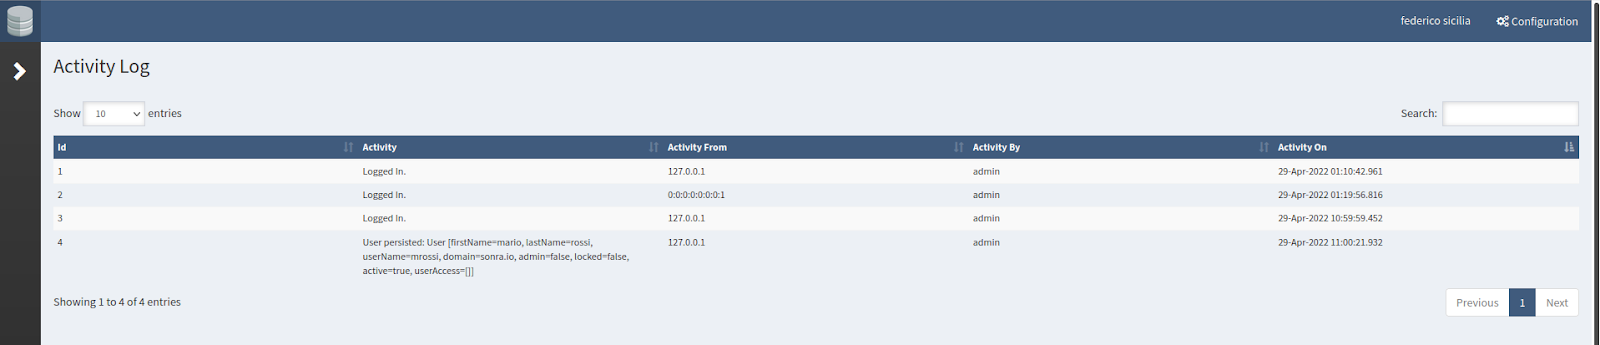 federico sicilia Configuration
Activity Log
Show 10 entries Search:
Id Activity Activity From Activity By Activity On
1 Logged In. 127.0.0.1 admin 29-Apr-2022 01:10:42.961
2 Logged In. 0:0:0:0:0:0:0:1 admin 29-Apr-2022 01:19:56.816
3 Logged In. 127.0.0.1 admin 29-Apr-2022 10:59:59.452
4 User persisted: User [firstName=mario, lastName=rossi, 127.0.0.1 admin 29-Apr-2022 11:00:21.932
userName=mrossi, domain=sonra.io, admin=false, locked=false,
active=true, userAccess=[]]
Showing 1 to 4 of 4 entries Previous 1 Next